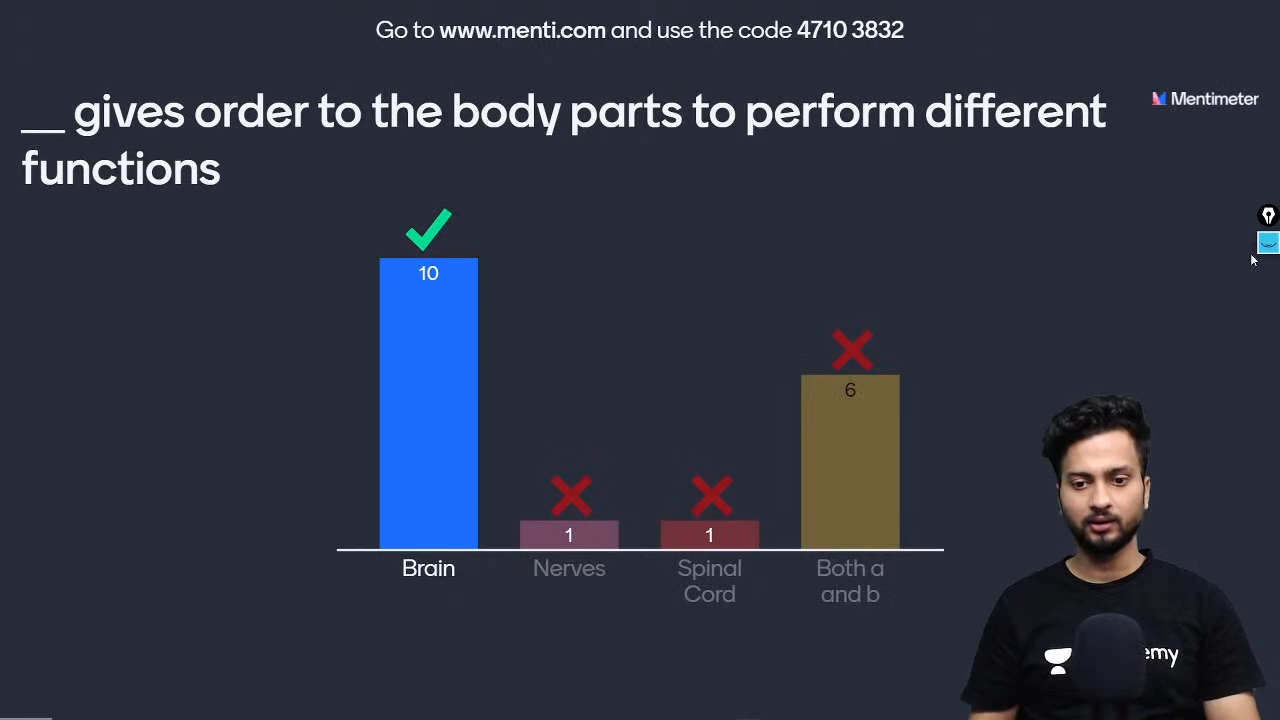 Go to www.menti.com and use the code 4710 3832
__ gives order to the body parts to perform different
functions
Mentimeter
10
1
1
6
Brain
Nerves
Spinal
Cord
Both a
and b
emy